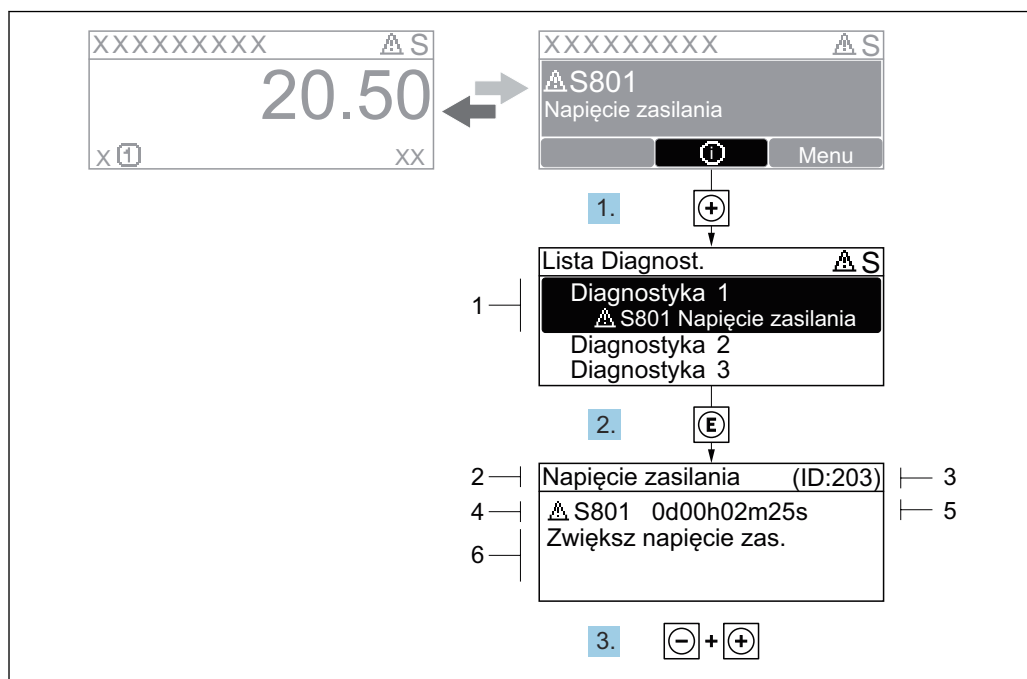 XXXXXXXXX ⚠ S
20.50
X ① XX
XXXXXXXXX ⚠ S
⚠S801
Napięcie zasilania
ⓘ Menu
1. +
Lista Diagnost. ⚠ S
1
Diagnostyka 1
⚠ S801 Napięcie zasilania
Diagnostyka 2
Diagnostyka 3
2. E
2 Napięcie zasilania (ID:203) 3
4 ⚠ S801 0d00h02m25s 5
6 Zwiększ napięcie zas.
3. - + +